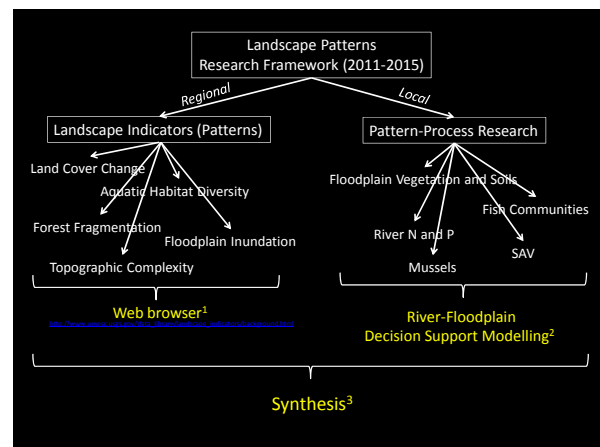 Landscape Patterns
Research Framework (2011-2015)
Regional
Local
Landscape Indicators (Patterns)
Pattern-Process Research
Land Cover Change
Aquatic Habitat Diversity
Forest Fragmentation
Floodplain Inundation
Topographic Complexity
Floodplain Vegetation and Soils
Fish Communities
River N and P
SAV
Mussels
Web browser¹
River-Floodplain
Decision Support Modelling²
Synthesis³